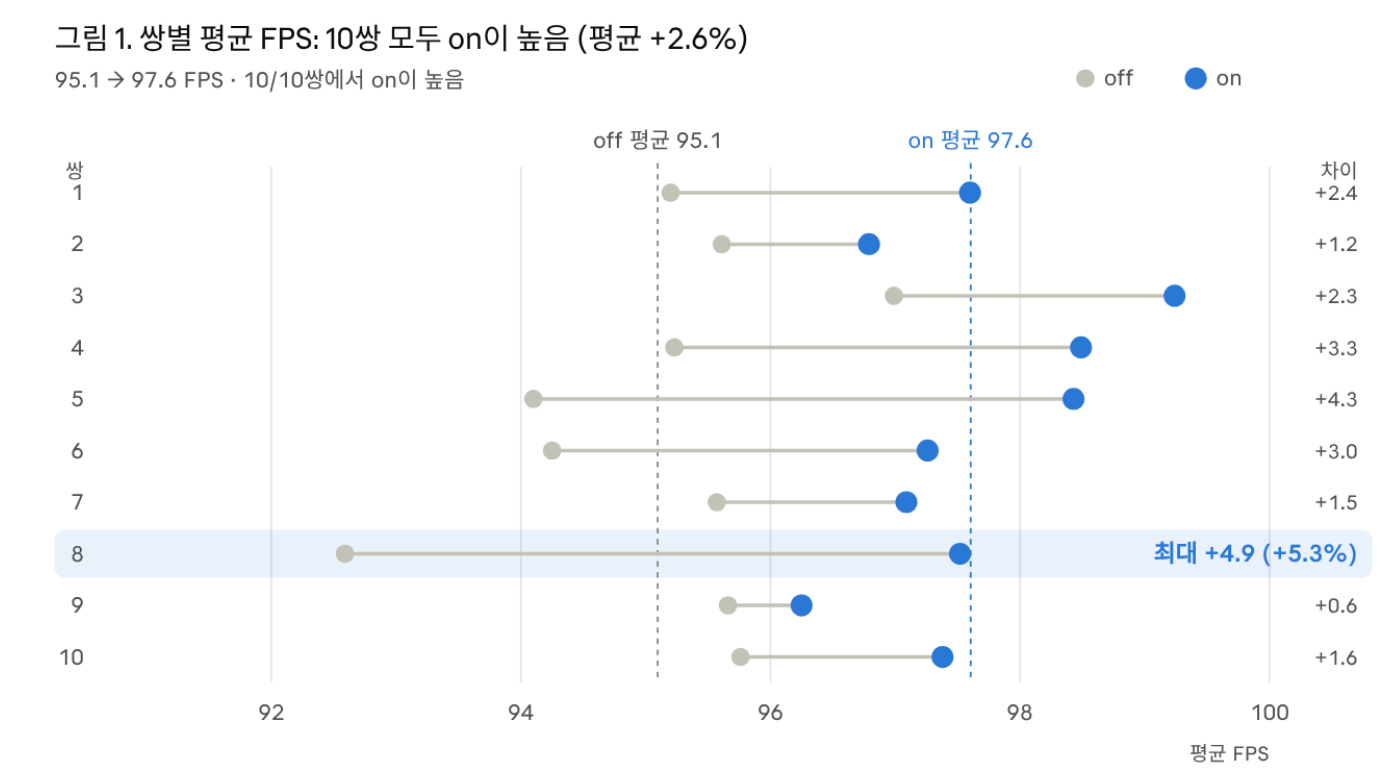 그림 1. 쌍별 평균 FPS: 10쌍 모두 on이 높음 (평균 +2.6%)
95.1 → 97.6 FPS · 10/10쌍에서 on이 높음
off on
off 평균 95.1 on 평균 97.6
쌍 차이
1 +2.4
2 +1.2
3 +2.3
4 +3.3
5 +4.3
6 +3.0
7 +1.5
8 최대 +4.9 (+5.3%)
9 +0.6
10 +1.6
92 94 96 98 100
평균 FPS